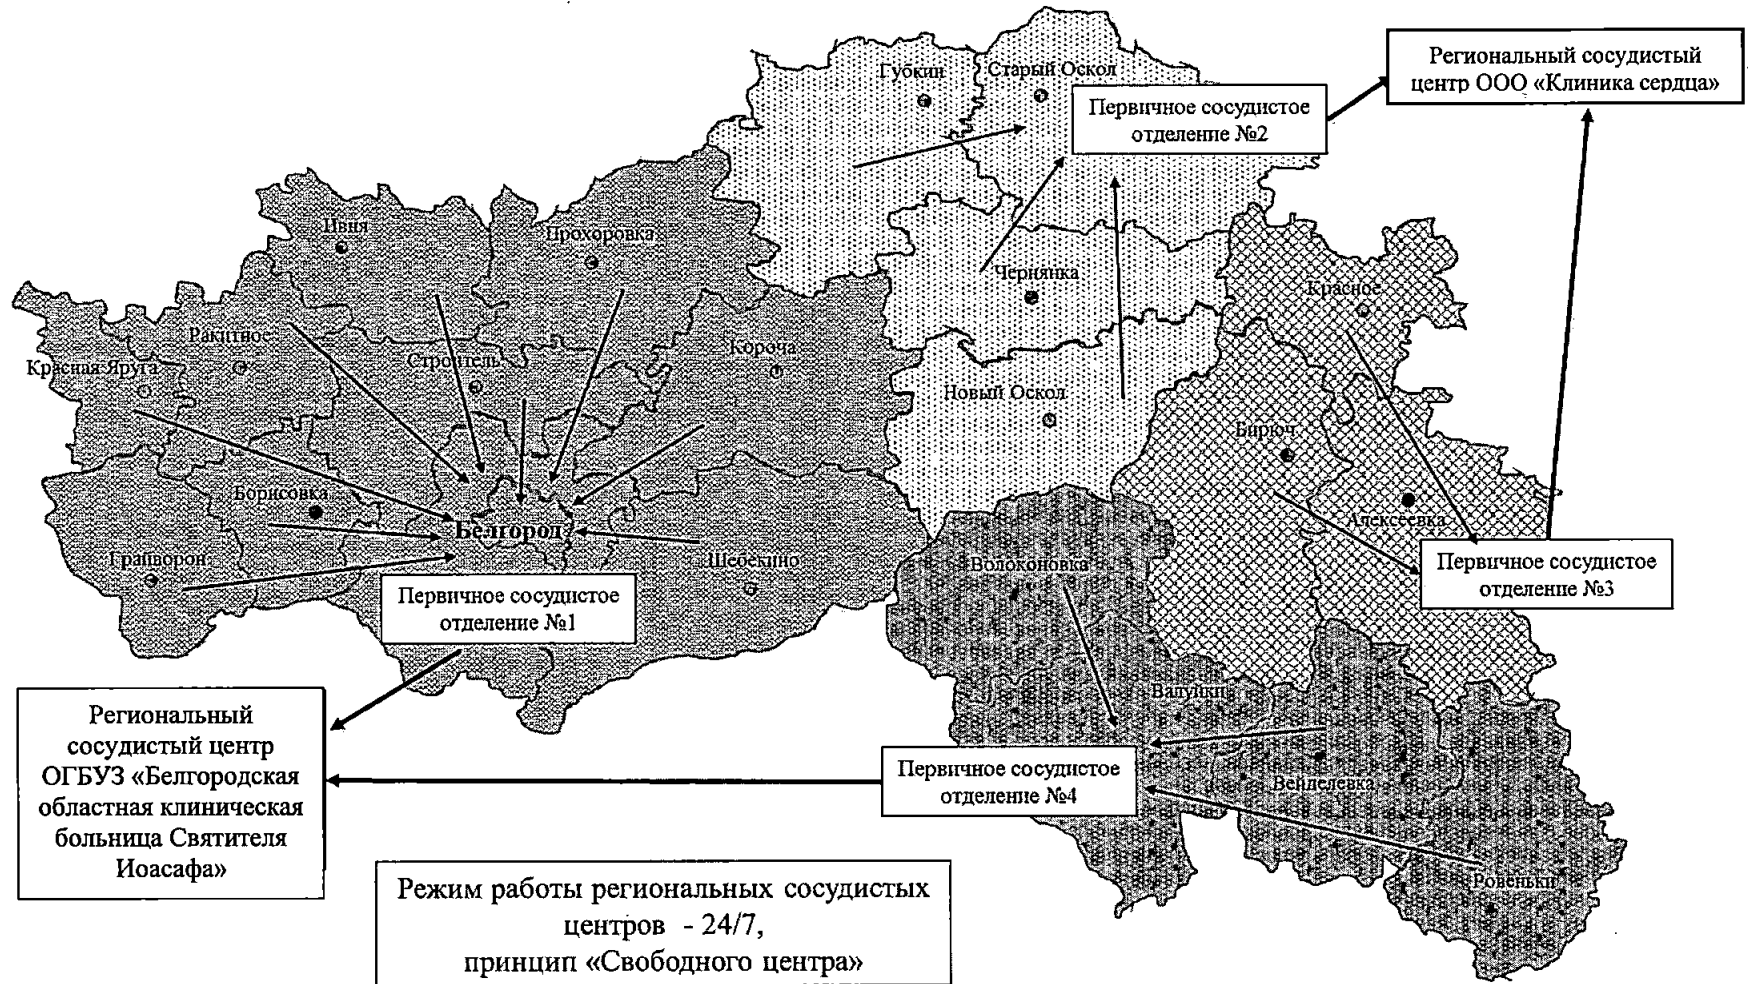 Губкин
Старый Оскол
Региональный сосудистый
центр ООО «Клиника сердца»
Первичное сосудистое
отделение №2
Ивня
Прохоровка
Чернянка
Красное
Ракитное
Красная Яруга
Строитель
Короча
Новый Оскол
Бирюч
Борисовка
Белгород
Алексеевка
Грайворон
Шебекино
Волоконовка
Первичное сосудистое
отделение №3
Первичное сосудистое
отделение №1
Валуйки
Региональный
сосудистый центр
ОГБУЗ «Белгородская
областная клиническая
больница Святителя
Иоасафа»
Первичное сосудистое
отделение №4
Вейделевка
Ровеньки
Режим работы региональных сосудистых
центров - 24/7,
принцип «Свободного центра»